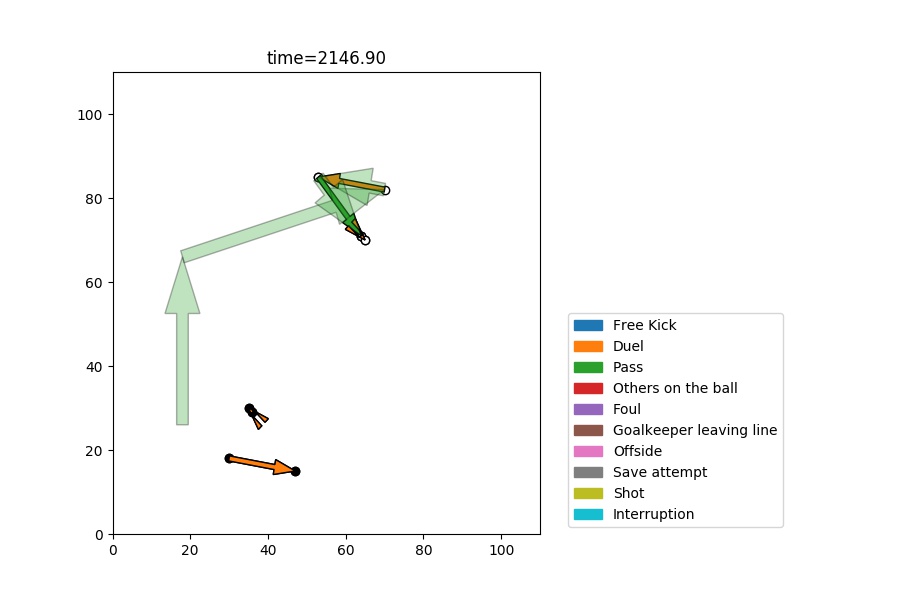 time=2146.90
100
80
60
40
20
0
0 20 40 60 80 100
Free Kick
Duel
Pass
Others on the ball
Foul
Goalkeeper leaving line
Offside
Save attempt
Shot
Interruption